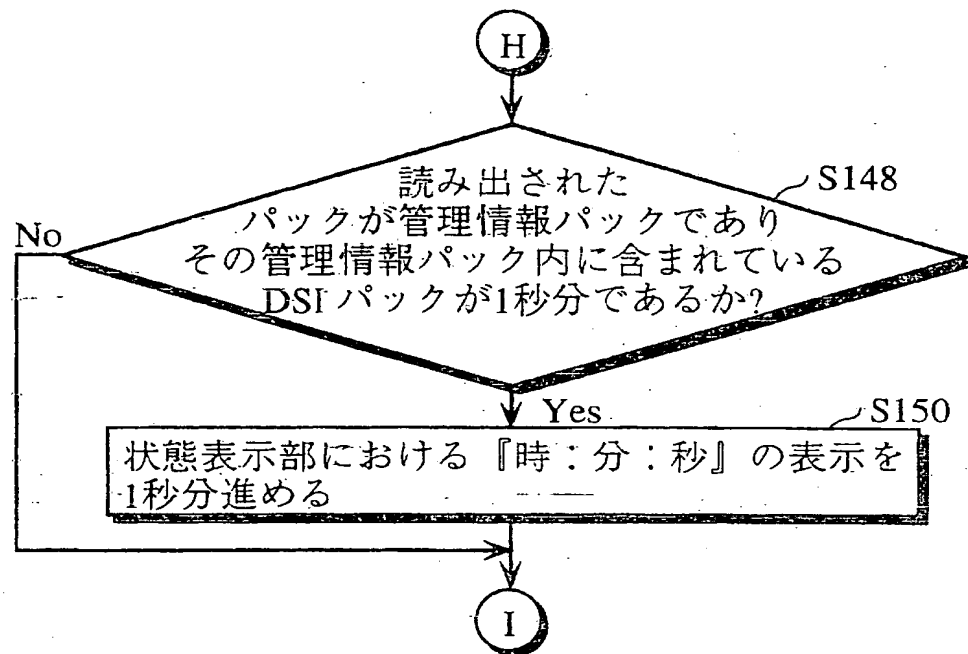 H
読み出された
S148
パックが管理情報パックであり
No
その管理情報パック内に含まれている
DSIパックが1秒分であるか?
Yes
S150
状態表示部における『時:分:秒』の表示を
1秒分進める
I